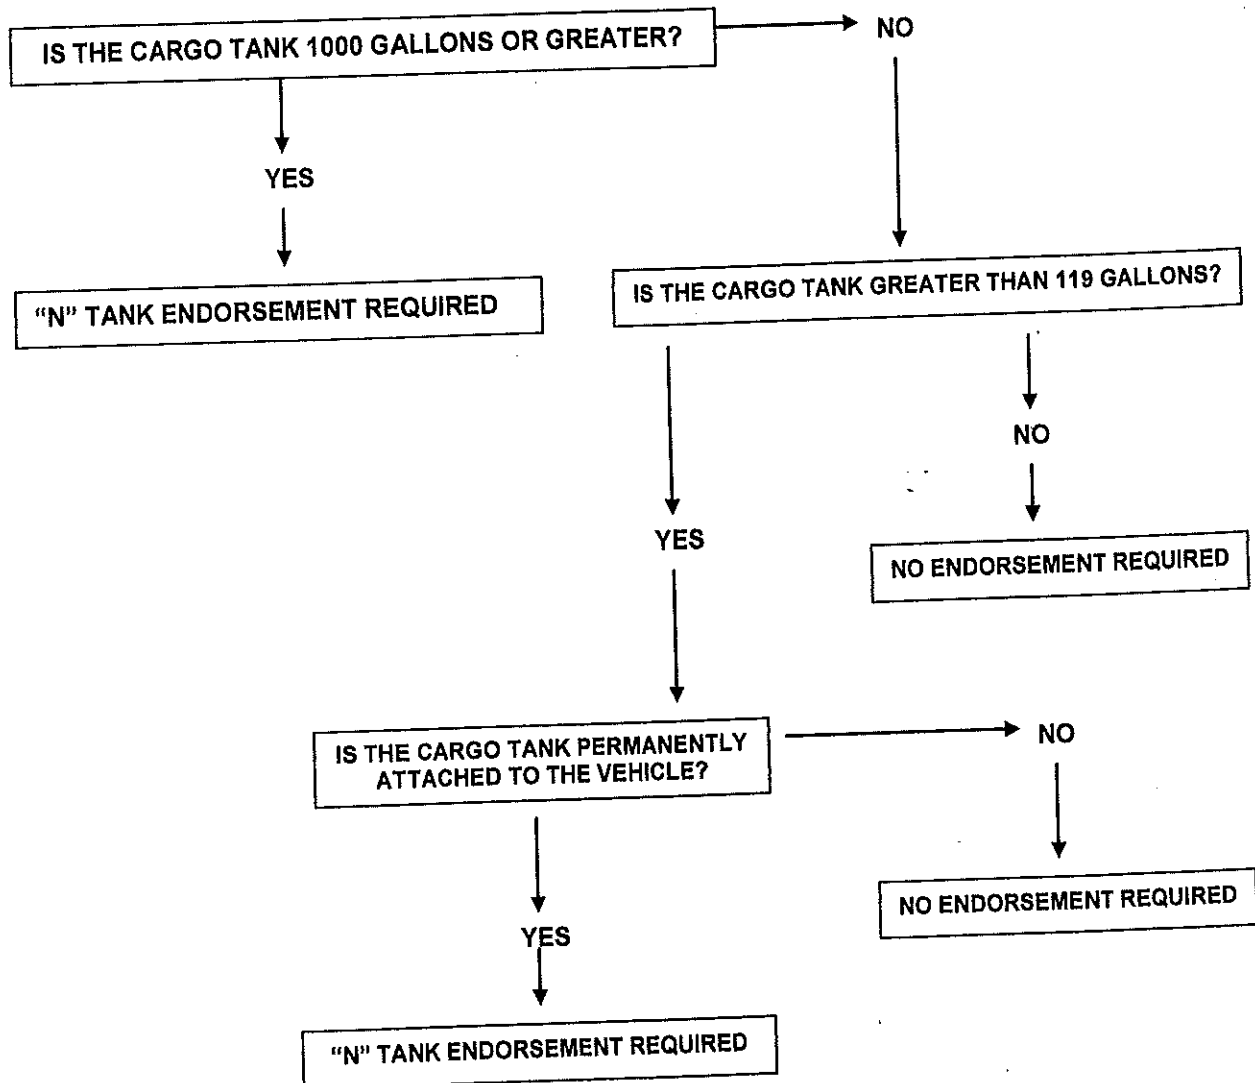 IS THE CARGO TANK 1000 GALLONS OR GREATER?
NO
YES
"N" TANK ENDORSEMENT REQUIRED
IS THE CARGO TANK GREATER THAN 119 GALLONS?
NO
YES
NO ENDORSEMENT REQUIRED
IS THE CARGO TANK PERMANENTLY
ATTACHED TO THE VEHICLE?
NO
NO ENDORSEMENT REQUIRED
YES
"N" TANK ENDORSEMENT REQUIRED